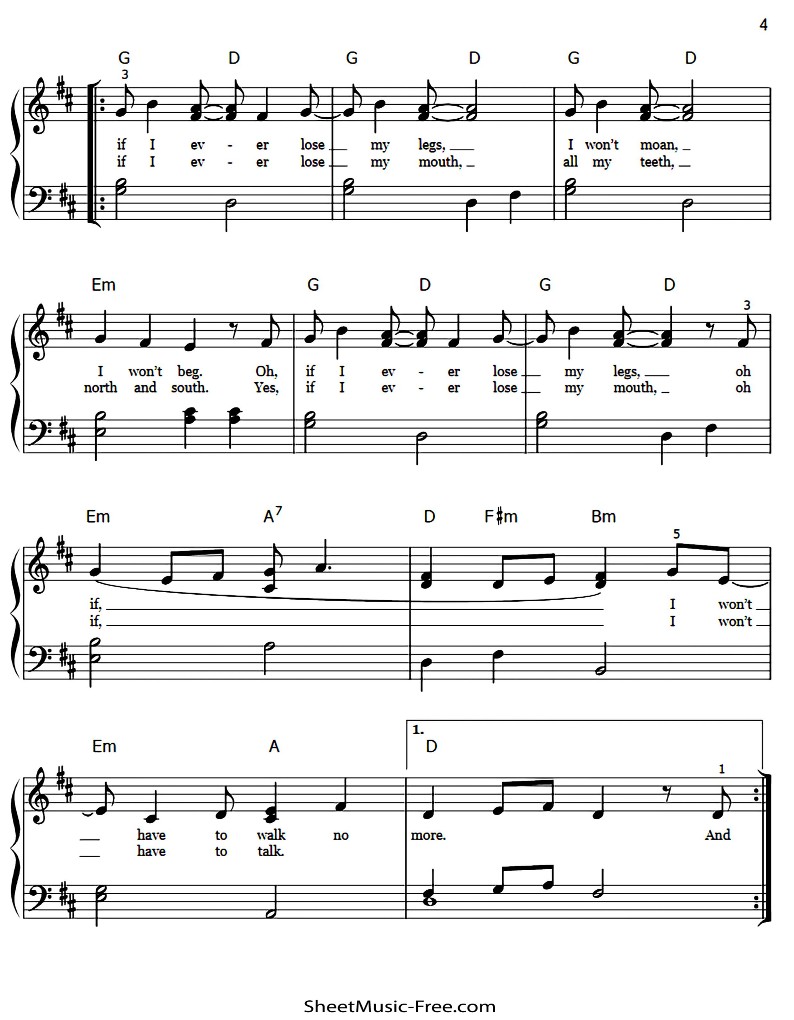 4
G D G D G D
3
if I ev - er lose my legs, I won't moan,
if I ev - er lose my mouth, all my teeth,
Em G D G D
3
I won't beg. Oh, if I ev - er lose my legs, oh
north and south. Yes, if I ev - er lose my mouth, oh
Em A7 D F#m Bm
5
if, I won't
if, I won't
1.
Em A D
1
have to walk no more. And
have to talk.
SheetMusic-Free.com